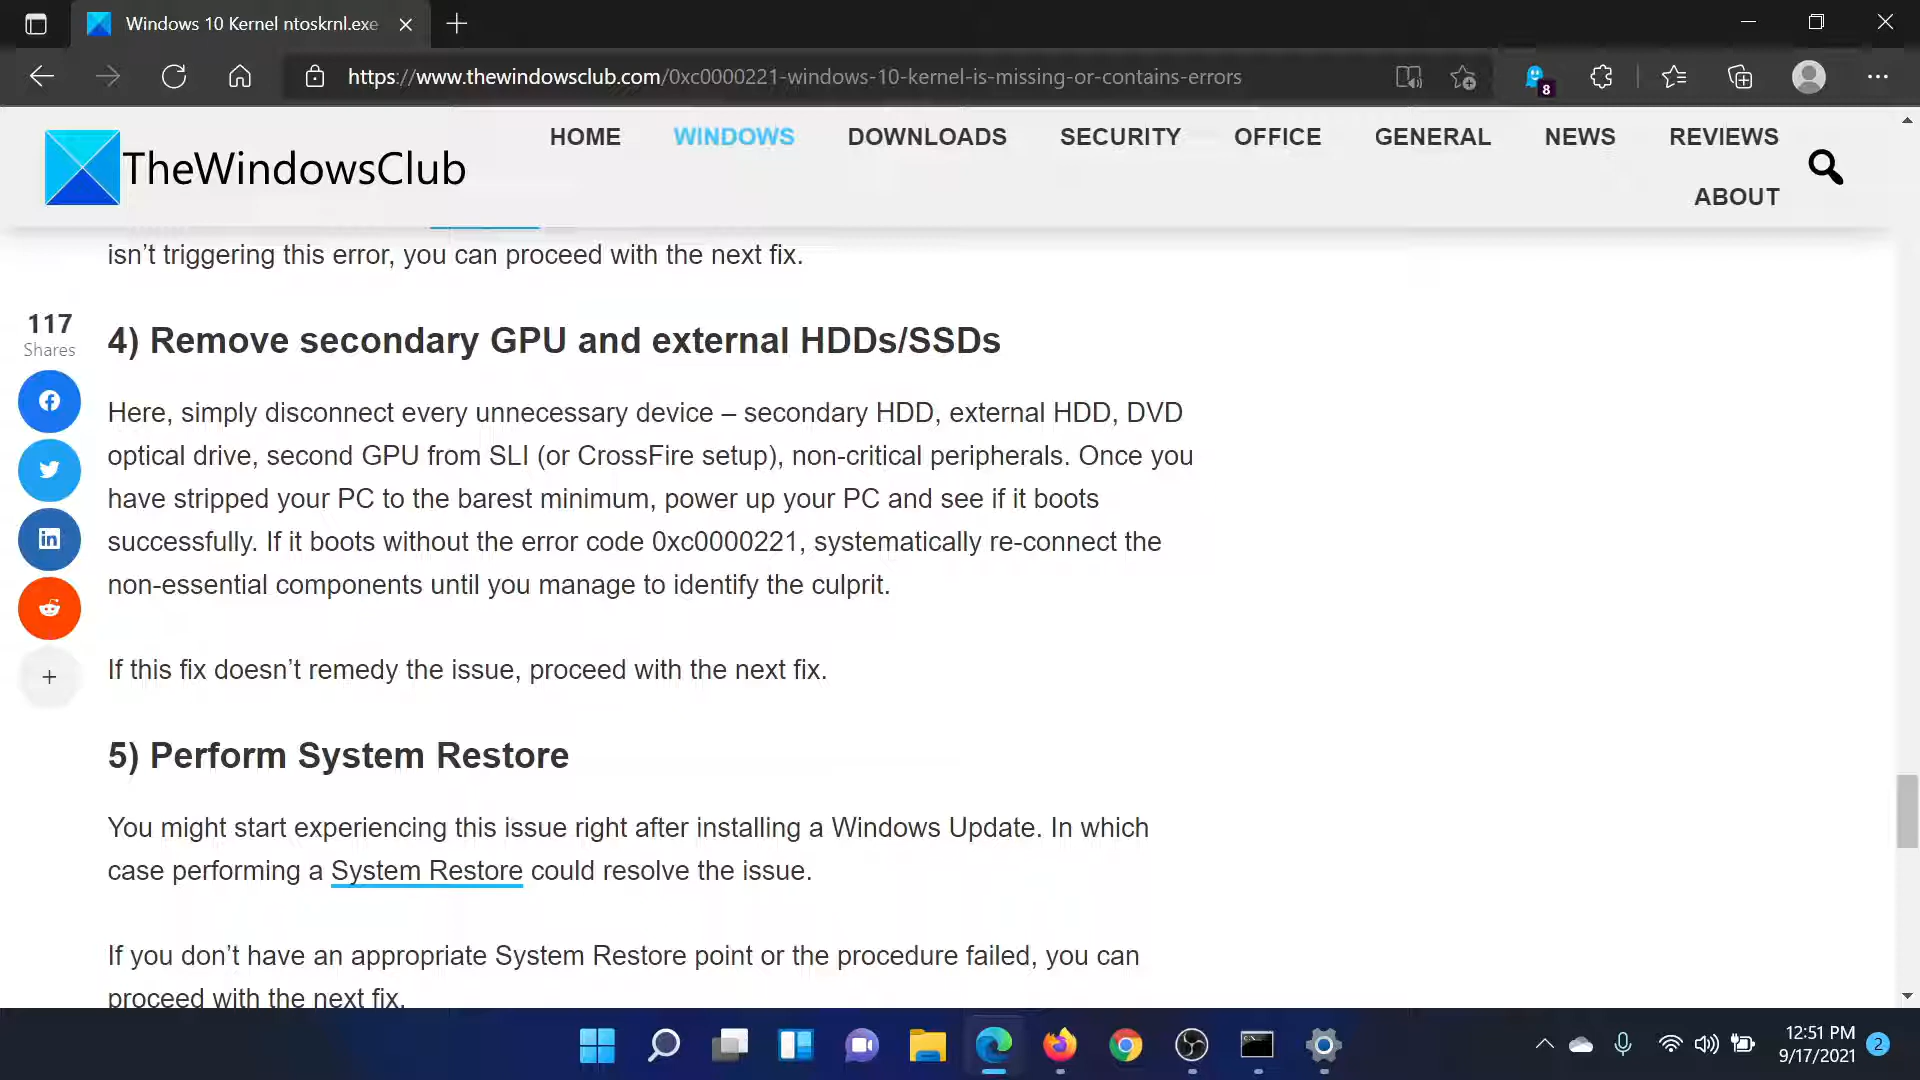 Windows 10 Kernel ntoskrnl.exe
https://www.thewindowsclub.com/0xc0000221-windows-10-kernel-is-missing-or-contains-errors
8
TheWindowsClub
HOME WINDOWS DOWNLOADS SECURITY OFFICE GENERAL NEWS REVIEWS
ABOUT
isn’t triggering this error, you can proceed with the next fix.
117
Shares
4) Remove secondary GPU and external HDDs/SSDs
Here, simply disconnect every unnecessary device – secondary HDD, external HDD, DVD
optical drive, second GPU from SLI (or CrossFire setup), non-critical peripherals. Once you
have stripped your PC to the barest minimum, power up your PC and see if it boots
successfully. If it boots without the error code 0xc0000221, systematically re-connect the
non-essential components until you manage to identify the culprit.
If this fix doesn’t remedy the issue, proceed with the next fix.
5) Perform System Restore
You might start experiencing this issue right after installing a Windows Update. In which
case performing a System Restore could resolve the issue.
If you don’t have an appropriate System Restore point or the procedure failed, you can
proceed with the next fix.
12:51 PM
9/17/2021
2